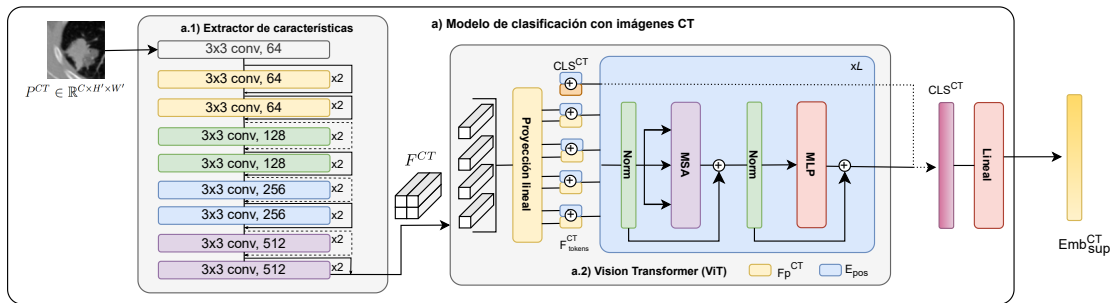 a) Modelo de clasificación con imágenes CT
a.1) Extractor de características
P^{CT} ∈ ℝ^{C×H'×W'}
3x3 conv, 64
3x3 conv, 64
x2
3x3 conv, 64
x2
3x3 conv, 128
x2
3x3 conv, 128
x2
3x3 conv, 256
x2
3x3 conv, 256
x2
3x3 conv, 512
x2
3x3 conv, 512
x2
F^{CT}
Proyección lineal
CLS^{CT}
F^{CT}_{tokens}
xL
Norm
MSA
Norm
MLP
a.2) Vision Transformer (ViT)
Fp^{CT}
E_{pos}
CLS^{CT}
Lineal
Emb^{CT}_{sup}